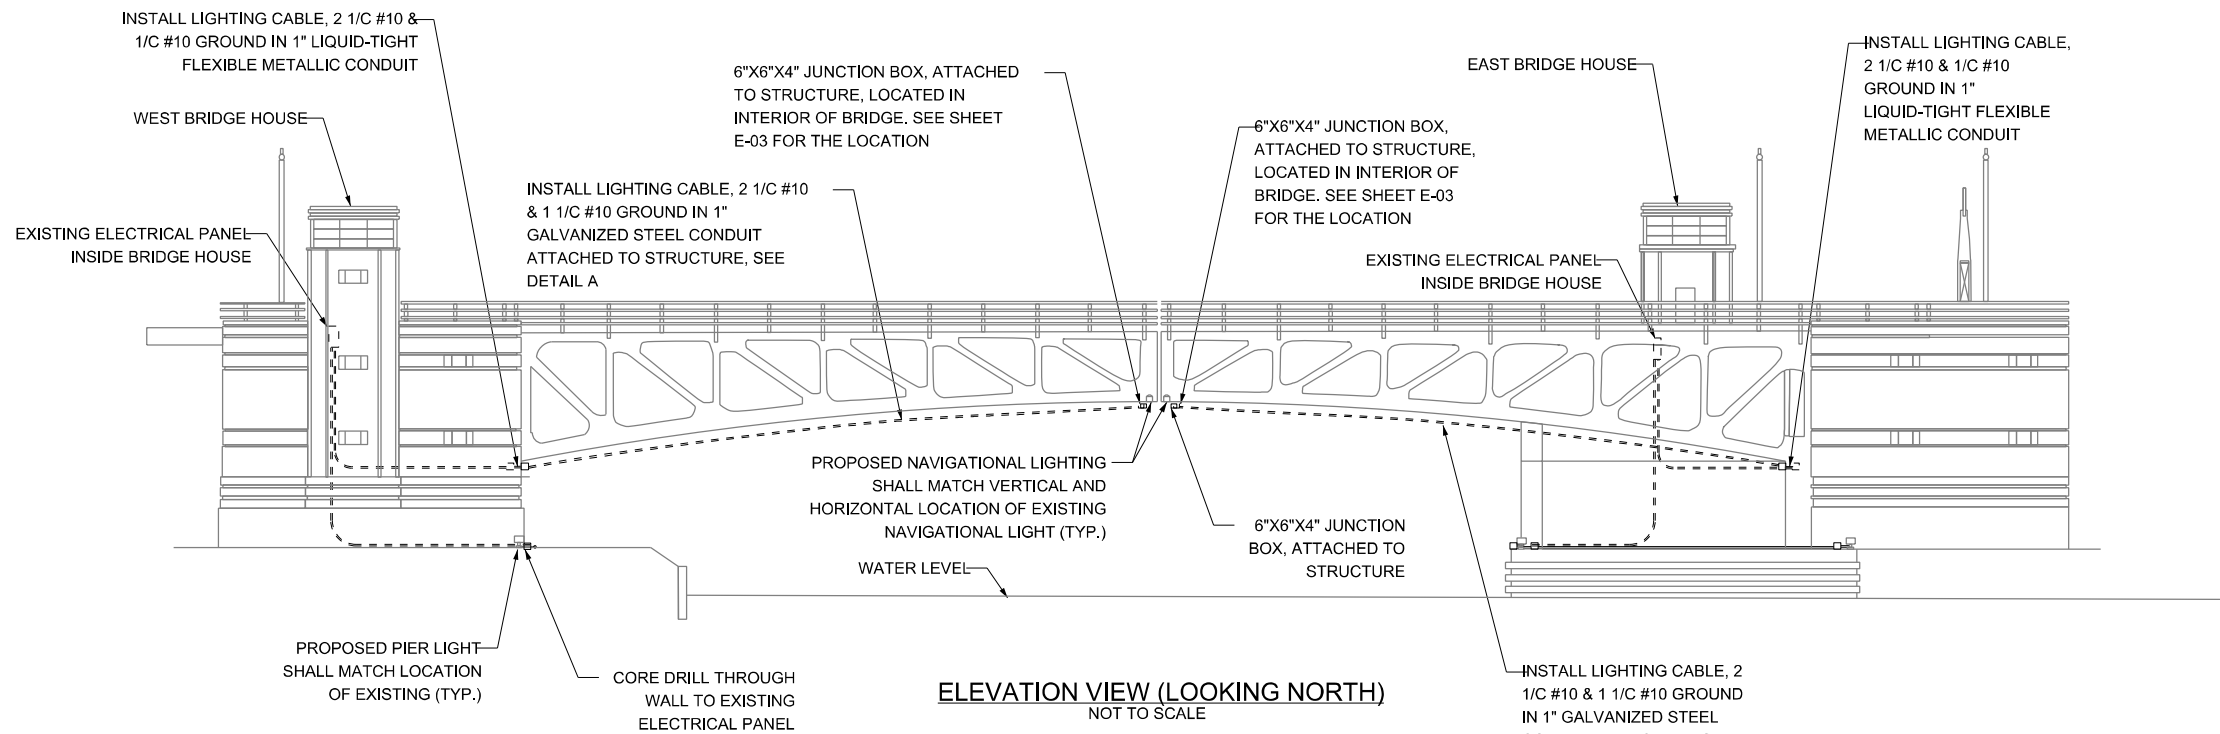 INSTALL LIGHTING CABLE, 2 1/C #10 &
1/C #10 GROUND IN 1" LIQUID-TIGHT
FLEXIBLE METALLIC CONDUIT
WEST BRIDGE HOUSE
EXISTING ELECTRICAL PANEL
INSIDE BRIDGE HOUSE
INSTALL LIGHTING CABLE, 2 1/C #10
& 1 1/C #10 GROUND IN 1"
GALVANIZED STEEL CONDUIT
ATTACHED TO STRUCTURE, SEE
DETAIL A
6"X6"X4" JUNCTION BOX, ATTACHED
TO STRUCTURE, LOCATED IN
INTERIOR OF BRIDGE. SEE SHEET
E-03 FOR THE LOCATION
6"X6"X4" JUNCTION BOX,
ATTACHED TO STRUCTURE,
LOCATED IN INTERIOR OF
BRIDGE. SEE SHEET E-03
FOR THE LOCATION
EAST BRIDGE HOUSE
EXISTING ELECTRICAL PANEL
INSIDE BRIDGE HOUSE
INSTALL LIGHTING CABLE,
2 1/C #10 & 1/C #10
GROUND IN 1"
LIQUID-TIGHT FLEXIBLE
METALLIC CONDUIT
PROPOSED NAVIGATIONAL LIGHTING
SHALL MATCH VERTICAL AND
HORIZONTAL LOCATION OF EXISTING
NAVIGATIONAL LIGHT (TYP.)
6"X6"X4" JUNCTION
BOX, ATTACHED TO
STRUCTURE
WATER LEVEL
PROPOSED PIER LIGHT
SHALL MATCH LOCATION
OF EXISTING (TYP.)
CORE DRILL THROUGH
WALL TO EXISTING
ELECTRICAL PANEL
ELEVATION VIEW (LOOKING NORTH)
NOT TO SCALE
INSTALL LIGHTING CABLE, 2
1/C #10 & 1 1/C #10 GROUND
IN 1" GALVANIZED STEEL